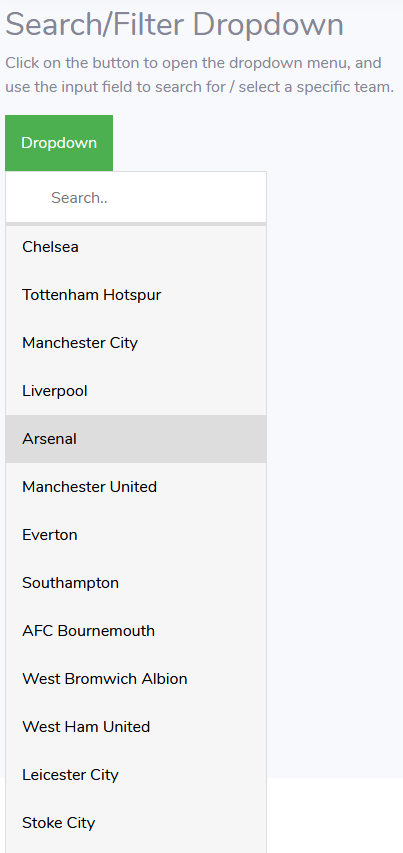 Search/Filter Dropdown
Click on the button to open the dropdown menu, and
use the input field to search for / select a specific team.
Dropdown
Search..
Chelsea
Tottenham Hotspur
Manchester City
Liverpool
Arsenal
Manchester United
Everton
Southampton
AFC Bournemouth
West Bromwich Albion
West Ham United
Leicester City
Stoke City